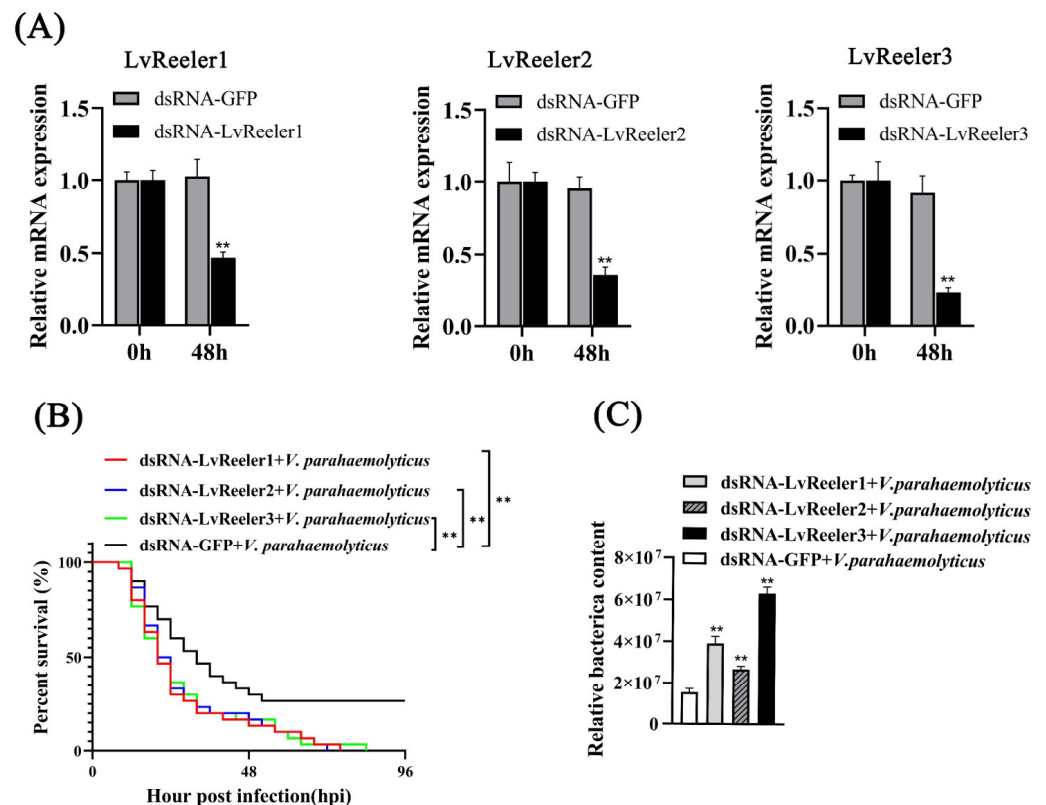 (A)
LvReeler1
dsRNA-GFP
dsRNA-LvReeler1
Relative mRNA expression
1.5
1.0
0.5
0.0
**
0h
48h
LvReeler2
dsRNA-GFP
dsRNA-LvReeler2
Relative mRNA expression
1.5
1.0
0.5
0.0
**
0h
48h
LvReeler3
dsRNA-GFP
dsRNA-LvReeler3
Relative mRNA expression
1.5
1.0
0.5
0.0
**
0h
48h
(B)
dsRNA-LvReeler1+V. parahaemolyticus
dsRNA-LvReeler2+V. parahaemolyticus
dsRNA-LvReeler3+V. parahaemolyticus
dsRNA-GFP+V. parahaemolyticus
**
**
**
Percent survival (%)
100
50
0
0
48
96
Hour post infection(hpi)
(C)
dsRNA-LvReeler1+V.parahaemolyticus
dsRNA-LvReeler2+V.parahaemolyticus
dsRNA-LvReeler3+V.parahaemolyticus
dsRNA-GFP+V.parahaemolyticus
Relative bacterica content
8×10⁷
6×10⁷
4×10⁷
2×10⁷
0
**
**
**